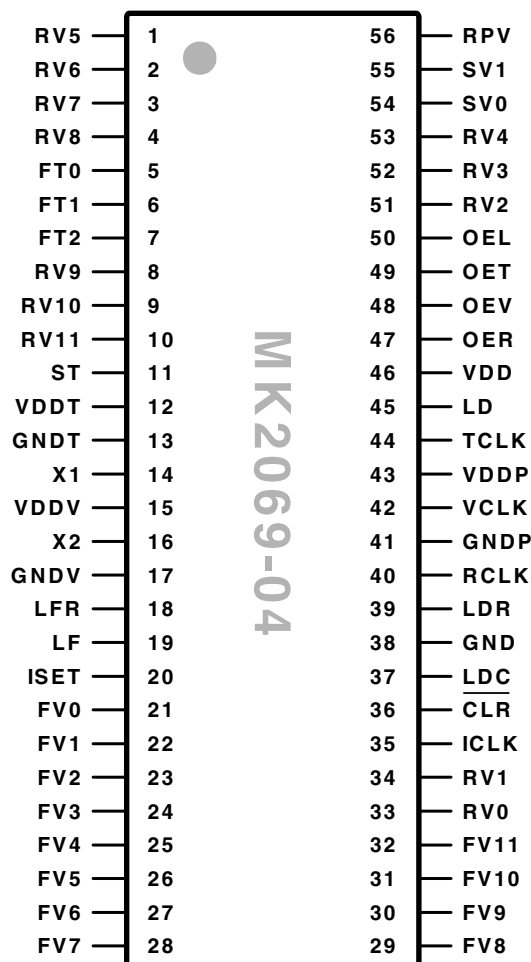 RV5 1 56 RPV
RV6 2 55 SV1
RV7 3 54 SV0
RV8 4 53 RV4
FT0 5 52 RV3
FT1 6 51 RV2
FT2 7 50 OEL
RV9 8 49 OET
RV10 9 48 OEV
RV11 10 47 OER
ST 11 46 VDD
VDDT 12 45 LD
GNDT 13 44 TCLK
X1 14 43 VDDP
VDDV 15 42 VCLK
X2 16 41 GNDP
GNDV 17 40 RCLK
LFR 18 39 LDR
LF 19 38 GND
ISET 20 37 LDC
FV0 21 36 CLR
FV1 22 35 ICLK
FV2 23 34 RV1
FV3 24 33 RV0
FV4 25 32 FV11
FV5 26 31 FV10
FV6 27 30 FV9
FV7 28 29 FV8
MK2069-04